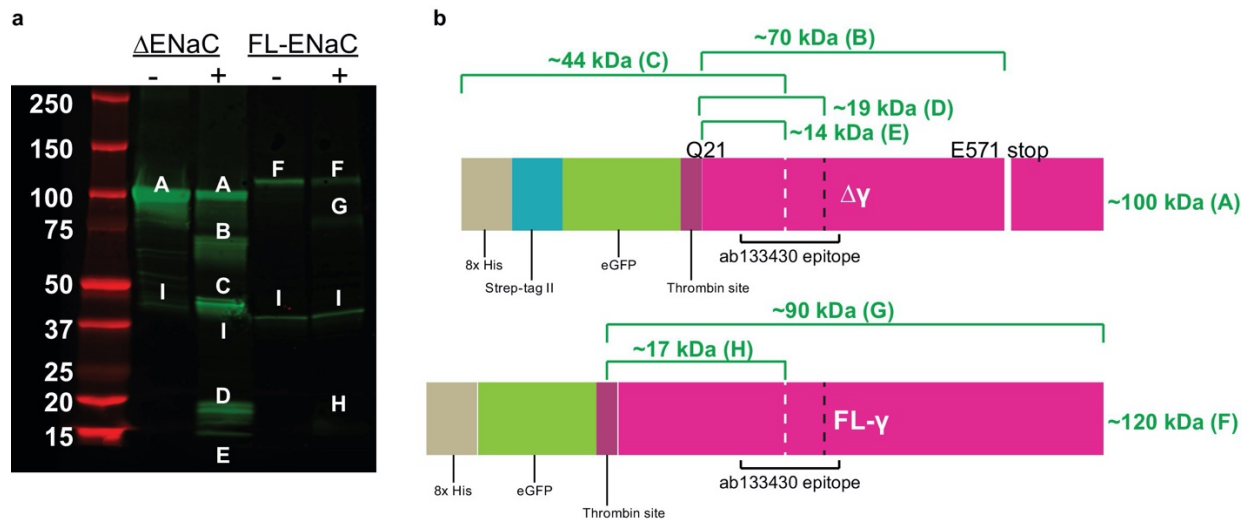 a
ΔENaC FL-ENaC
- + - +
250
150
100
75
50
37
25
20
15
A A F F
G
B
C
I I I I
D
H
E
b
~70 kDa (B)
~44 kDa (C)
~19 kDa (D)
~14 kDa (E)
Q21 E571 stop
Δγ
~100 kDa (A)
ab133430 epitope
8x His
eGFP
Strep-tag II
Thrombin site
~90 kDa (G)
~17 kDa (H)
FL-γ
~120 kDa (F)
ab133430 epitope
8x His
eGFP
Thrombin site